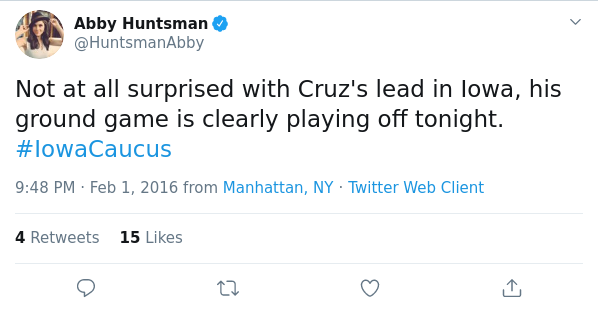 Abby Huntsman
@HuntsmanAbby
Not at all surprised with Cruz's lead in Iowa, his
ground game is clearly playing off tonight.
#IowaCaucus
9:48 PM · Feb 1, 2016 from Manhattan, NY · Twitter Web Client
4 Retweets 15 Likes